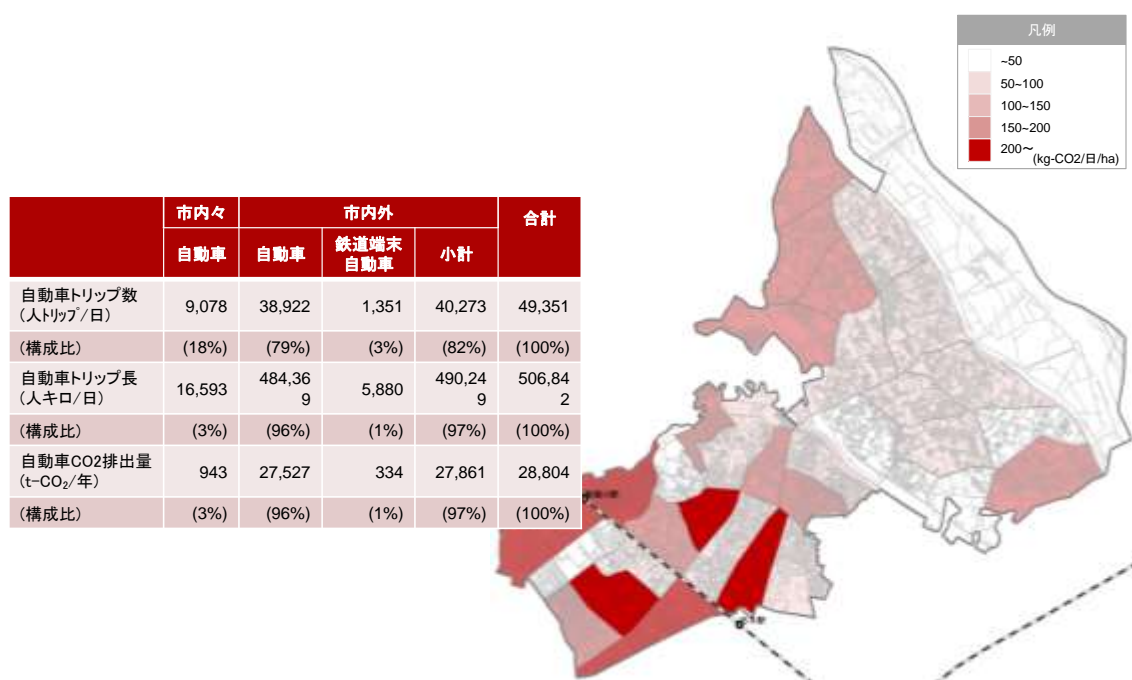 凡例
~50
50~100
100~150
150~200
200～
(kg-CO2/日/ha)
市内々 市内外 合計
自動車 自動車 鉄道端末 小計
自動車
自動車トリップ数
(人トリップ/日) 9,078 38,922 1,351 40,273 49,351
(構成比) (18%) (79%) (3%) (82%) (100%)
自動車トリップ長
(人キロ/日) 16,593 484,36 5,880 490,24 506,84
9 9 2
(構成比) (3%) (96%) (1%) (97%) (100%)
自動車CO2排出量
(t-CO₂/年) 943 27,527 334 27,861 28,804
(構成比) (3%) (96%) (1%) (97%) (100%)